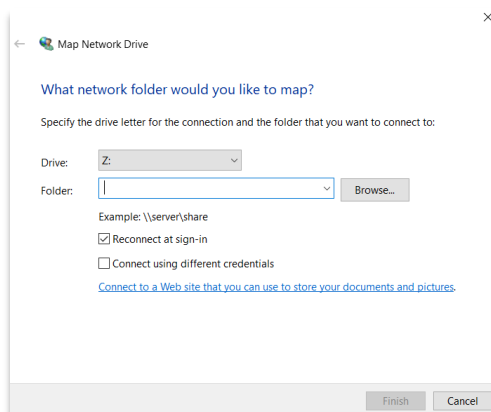 Map Network Drive
What network folder would you like to map?
Specify the drive letter for the connection and the folder that you want to connect to:
Drive: Z:
Folder: Browse...
Example: \\server\share
Reconnect at sign-in
Connect using different credentials
Connect to a Web site that you can use to store your documents and pictures.
Finish Cancel